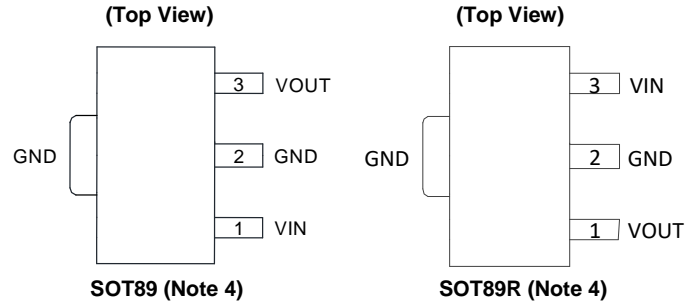 (Top View)
3 VOUT
GND
2 GND
1 VIN
SOT89 (Note 4)
(Top View)
3 VIN
GND
2 GND
1 VOUT
SOT89R (Note 4)